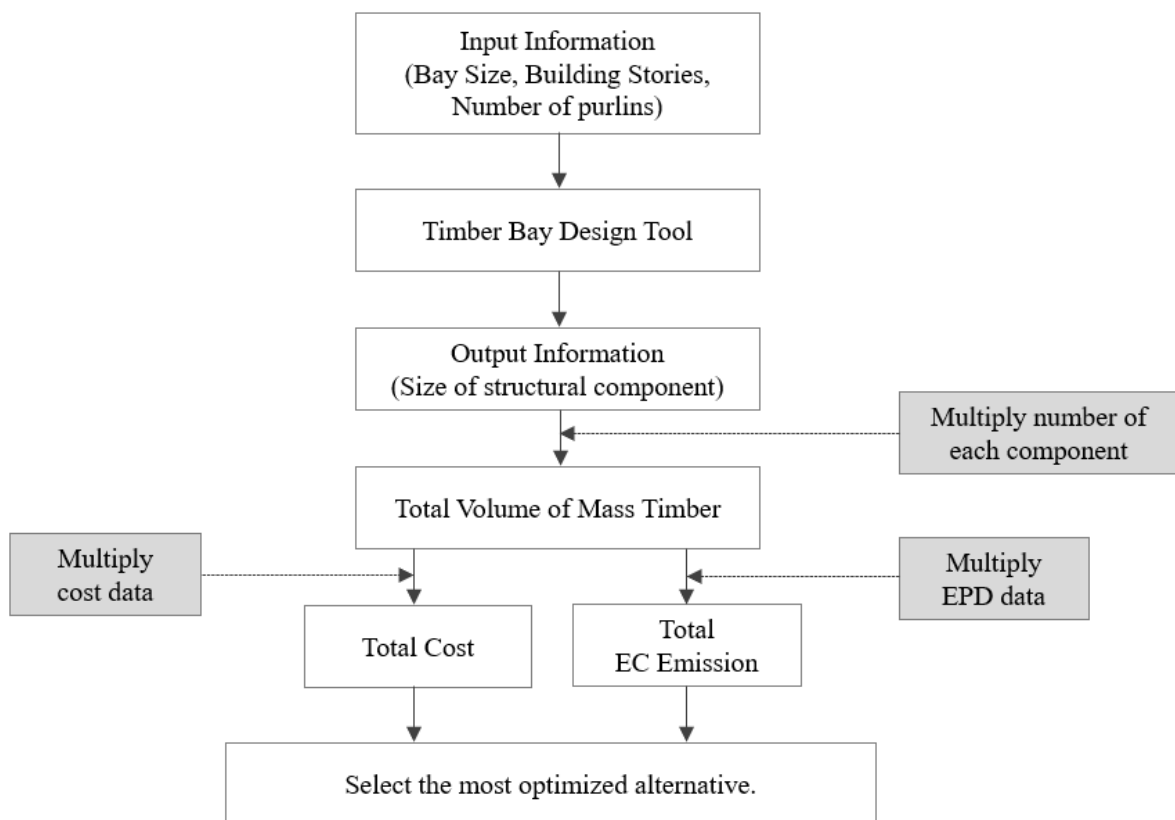 Input Information
(Bay Size, Building Stories,
Number of purlins)
Timber Bay Design Tool
Output Information
(Size of structural component)
Multiply number of
each component
Total Volume of Mass Timber
Multiply
cost data
Multiply
EPD data
Total Cost
Total
EC Emission
Select the most optimized alternative.